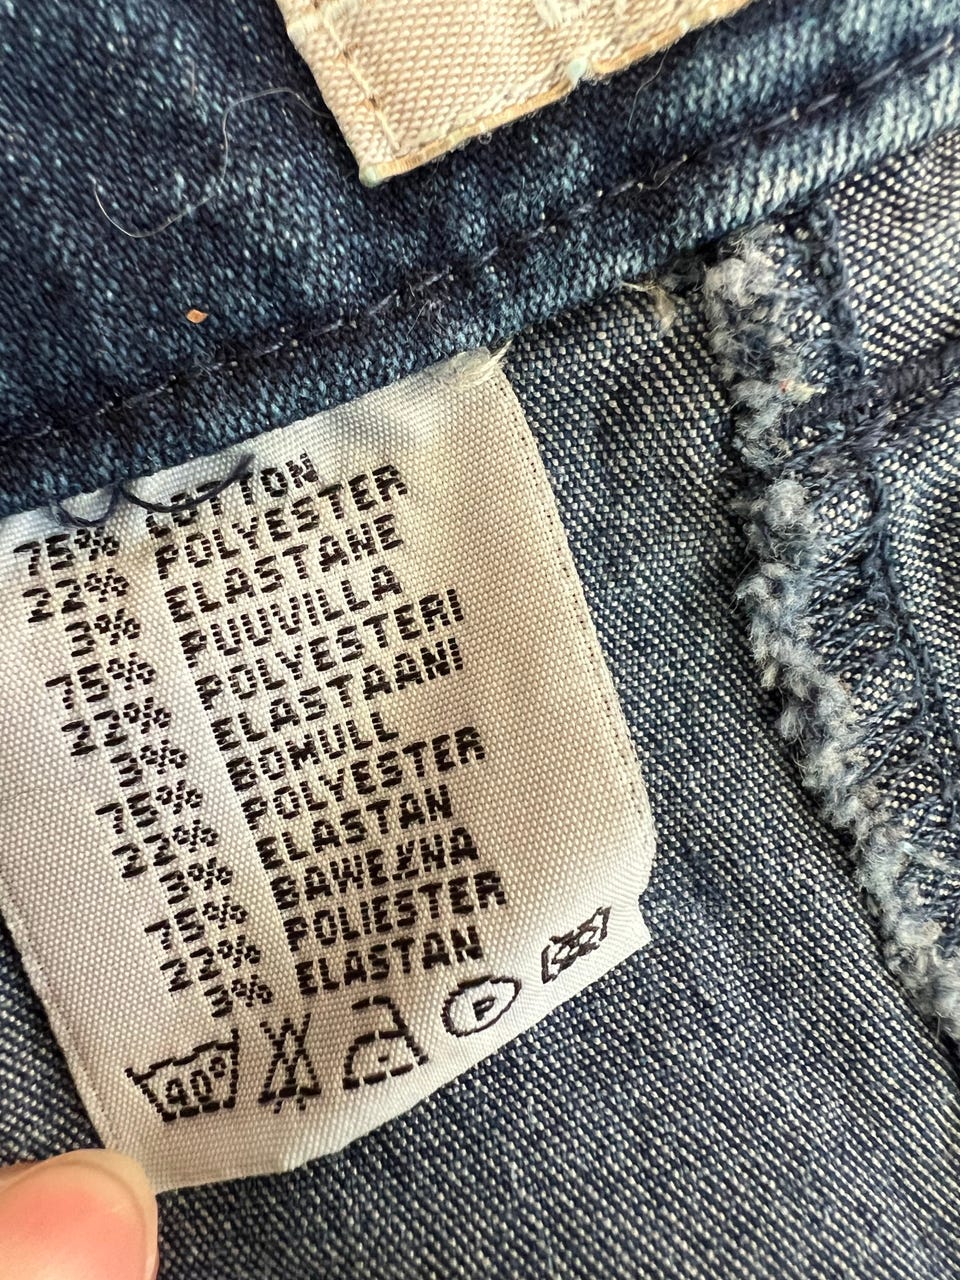 75% COTTON
22% POLYESTER
3% ELASTANE
75% PUUVILLA
22% POLYESTERI
3% ELASTAANI
75% BOMULL
22% POLYESTER
3% ELASTAN
75% BAWEŁNA
22% POLIESTER
3% ELASTAN
40° P